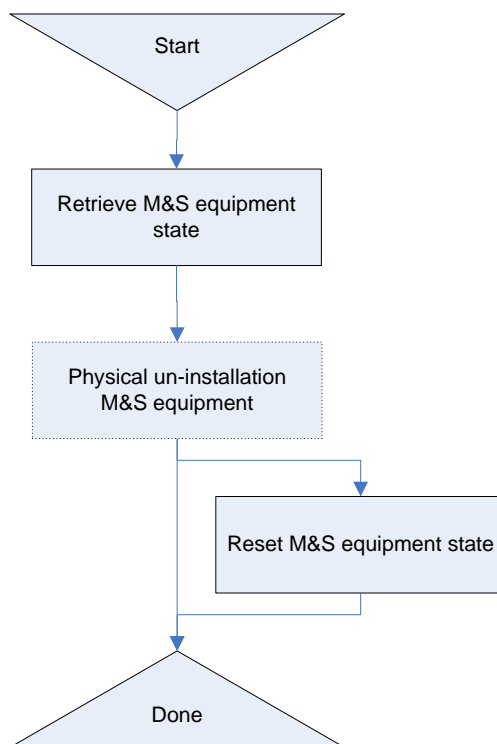 Start
Retrieve M&S equipment
state
Physical un-installation
M&S equipment
Reset M&S equipment state
Done